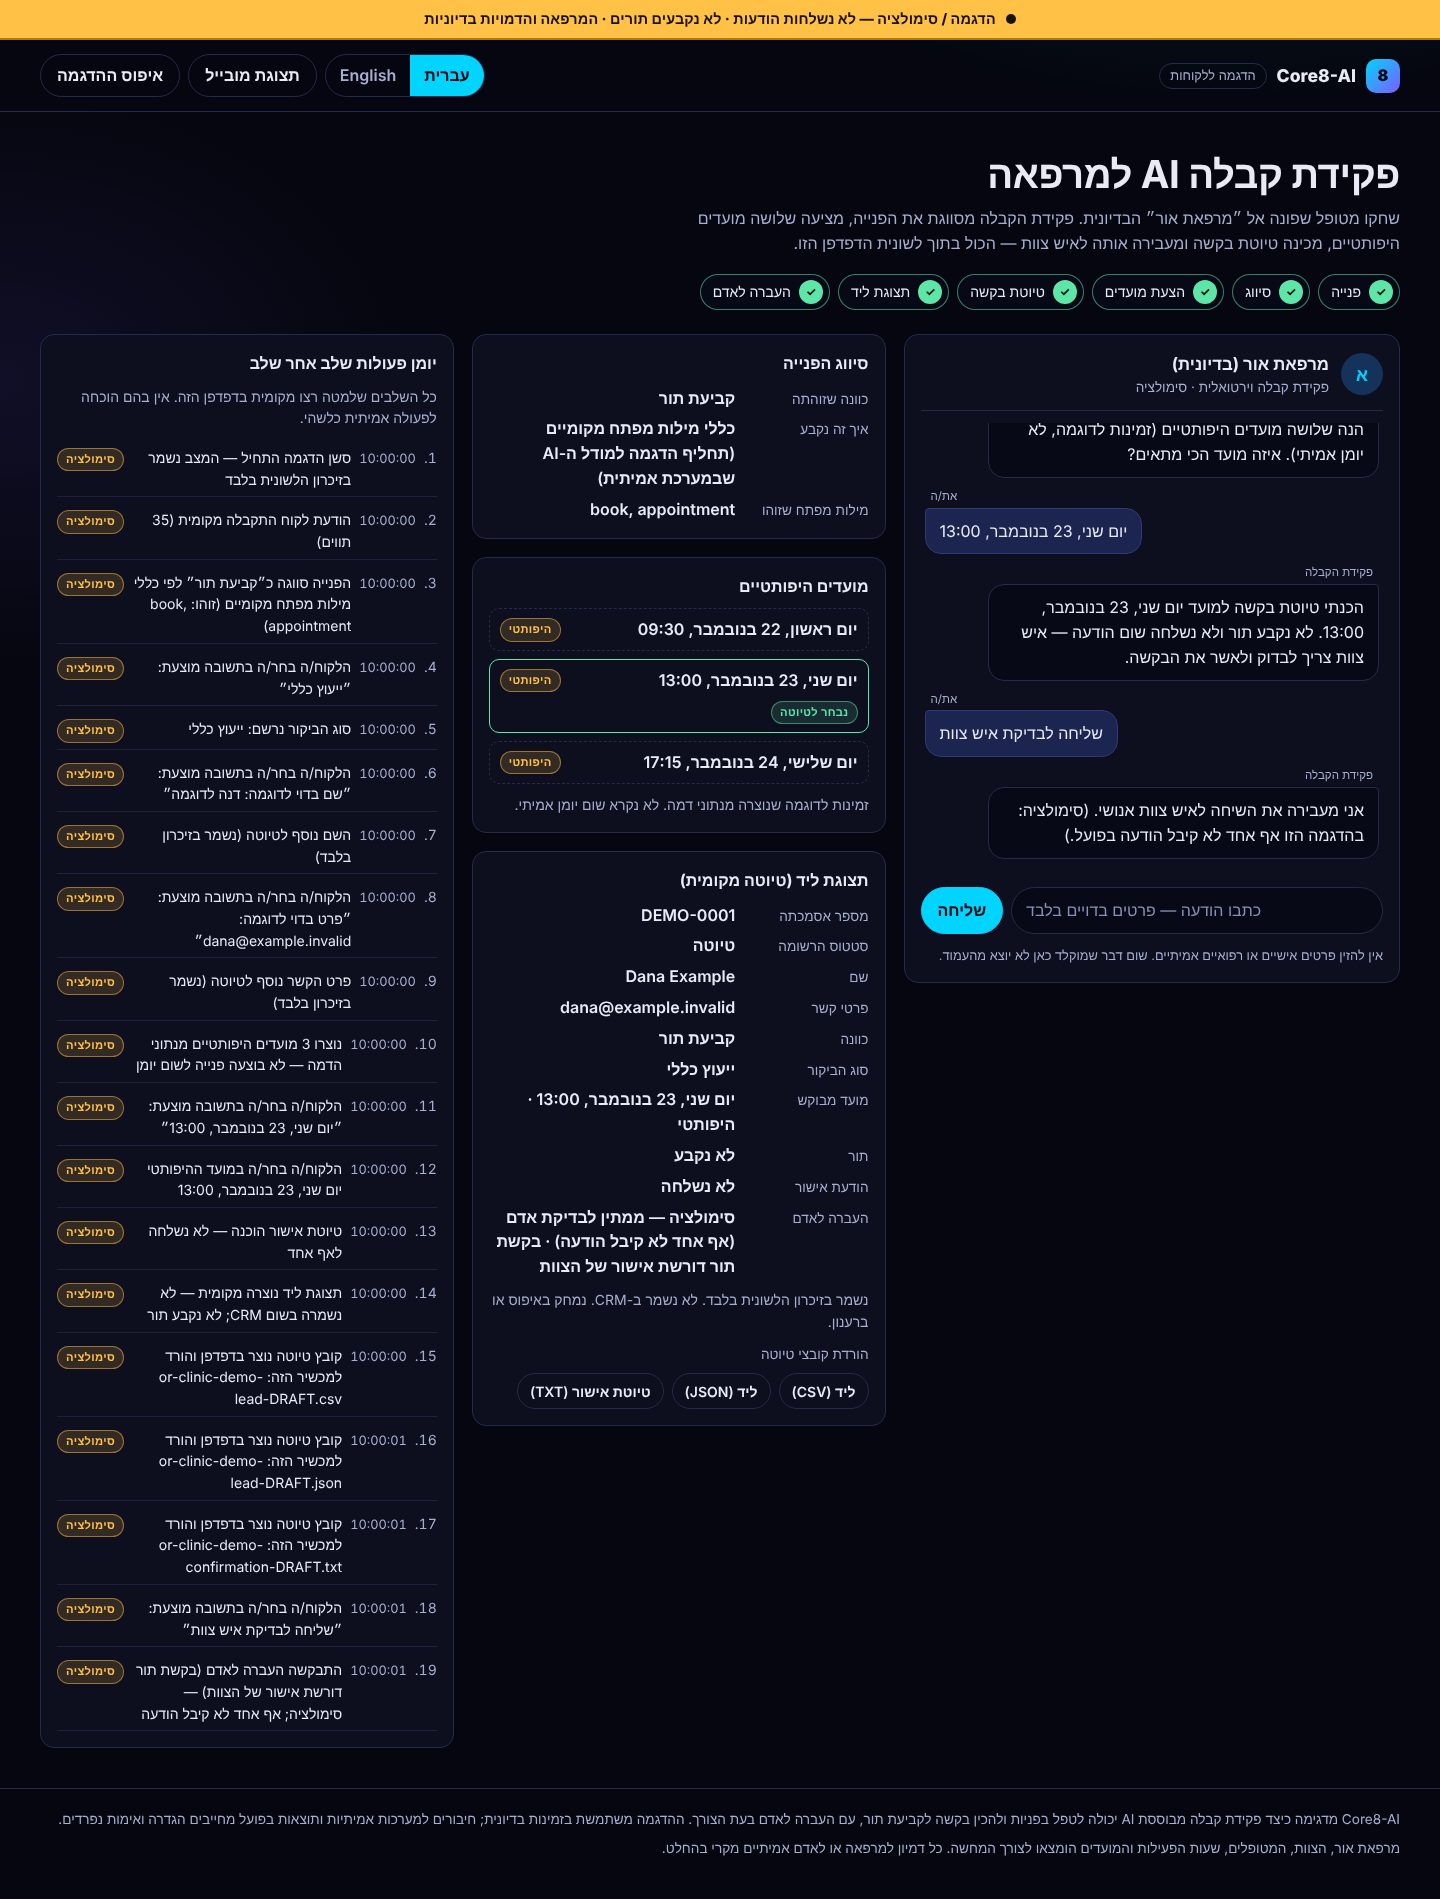 הדגמה / סימולציה — לא נשלחות הודעות · לא נקבעים תורים · המרפאה והדמויות בדיוניות
8 Core8-AI הדגמה ללקוחות
עברית English תצוגת מובייל איפוס ההדגמה
פקידת קבלה AI למרפאה
שחקו מטופל שפונה אל ״מרפאת אור״ הבדיונית. פקידת הקבלה מסווגת את הפנייה, מציעה שלושה מועדים
היפותטיים, מכינה טיוטת בקשה ומעבירה אותה לאיש צוות — הכול בתוך לשונית הדפדפן הזו.
✓ פנייה ✓ סיווג ✓ הצעת מועדים ✓ טיוטת בקשה ✓ תצוגת ליד ✓ העברה לאדם
א
מרפאת אור (בדיונית)
פקידת קבלה וירטואלית · סימולציה
הנה שלושה מועדים היפותטיים (זמינות לדוגמה, לא
יומן אמיתי). איזה מועד הכי מתאים?
את/ה
יום שני, 23 בנובמבר, 13:00
פקידת הקבלה
הכנתי טיוטת בקשה למועד יום שני, 23 בנובמבר,
13:00. לא נקבע תור ולא נשלחה שום הודעה — איש
צוות צריך לבדוק ולאשר את הבקשה.
את/ה
שליחה לבדיקת איש צוות
פקידת הקבלה
אני מעבירה את השיחה לאיש צוות אנושי. (סימולציה:
בהדגמה הזו אף אחד לא קיבל הודעה בפועל.)
כתבו הודעה — פרטים בדויים בלבד
שליחה
אין להזין פרטים אישיים או רפואיים אמיתיים. שום דבר שמוקלד כאן לא יוצא מהעמוד.
סיווג הפנייה
כוונה שזוהתה קביעת תור
איך זה נקבע כללי מילות מפתח מקומיים
(תחליף הדגמה למודל ה-AI
שבמערכת אמיתית)
מילות מפתח שזוהו book, appointment
מועדים היפותטיים
יום ראשון, 22 בנובמבר, 09:30 היפותטי
יום שני, 23 בנובמבר, 13:00 היפותטי
נבחר לטיוטה
יום שלישי, 24 בנובמבר, 17:15 היפותטי
זמינות לדוגמה שנוצרה מנתוני דמה. לא נקרא שום יומן אמיתי.
תצוגת ליד (טיוטה מקומית)
מספר אסמכתה DEMO-0001
סטטוס הרשומה טיוטה
שם Dana Example
פרטי קשר dana@example.invalid
כוונה קביעת תור
סוג הביקור ייעוץ כללי
מועד מבוקש יום שני, 23 בנובמבר, 13:00 ·
היפותטי
תור לא נקבע
הודעת אישור לא נשלחה
העברה לאדם סימולציה — ממתין לבדיקת אדם
(אף אחד לא קיבל הודעה) · בקשת
תור דורשת אישור של הצוות
נשמר בזיכרון הלשונית בלבד. לא נשמר ב-CRM. נמחק באיפוס או
ברענון.
הורדת קובצי טיוטה
ליד (CSV) ליד (JSON) טיוטת אישור (TXT)
יומן פעולות שלב אחר שלב
כל השלבים שלמטה רצו מקומית בדפדפן הזה. אין בהם הוכחה
לפעולה אמיתית כלשהי.
1. 10:00:00 סשן הדגמה התחיל — המצב נשמר סימולציה
בזיכרון הלשונית בלבד
2. 10:00:00 הודעת לקוח התקבלה מקומית (35 סימולציה
תווים)
3. 10:00:00 הפנייה סווגה כ״קביעת תור״ לפי כללי סימולציה
מילות מפתח מקומיים (זוהו: book,
appointment)
4. 10:00:00 הלקוח/ה בחר/ה בתשובה מוצעת: סימולציה
״ייעוץ כללי״
5. 10:00:00 סוג הביקור נרשם: ייעוץ כללי סימולציה
6. 10:00:00 הלקוח/ה בחר/ה בתשובה מוצעת: סימולציה
״שם בדוי לדוגמה: דנה לדוגמה״
7. 10:00:00 השם נוסף לטיוטה (נשמר בזיכרון סימולציה
בלבד)
8. 10:00:00 הלקוח/ה בחר/ה בתשובה מוצעת: סימולציה
״פרט בדוי לדוגמה:
dana@example.invalid״
9. 10:00:00 פרט הקשר נוסף לטיוטה (נשמר סימולציה
בזיכרון בלבד)
10. 10:00:00 נוצרו 3 מועדים היפותטיים מנתוני סימולציה
הדמה — לא בוצעה פנייה לשום יומן
11. 10:00:00 הלקוח/ה בחר/ה בתשובה מוצעת: סימולציה
״יום שני, 23 בנובמבר, 13:00״
12. 10:00:00 הלקוח/ה בחר/ה במועד ההיפותטי סימולציה
יום שני, 23 בנובמבר, 13:00
13. 10:00:00 טיוטת אישור הוכנה — לא נשלחה סימולציה
לאף אחד
14. 10:00:00 תצוגת ליד נוצרה מקומית — לא סימולציה
נשמרה בשום CRM; לא נקבע תור
15. 10:00:00 קובץ טיוטה נוצר בדפדפן והורד סימולציה
למכשיר הזה: or-clinic-demo-
lead-DRAFT.csv
16. 10:00:01 קובץ טיוטה נוצר בדפדפן והורד סימולציה
למכשיר הזה: or-clinic-demo-
lead-DRAFT.json
17. 10:00:01 קובץ טיוטה נוצר בדפדפן והורד סימולציה
למכשיר הזה: or-clinic-demo-
confirmation-DRAFT.txt
18. 10:00:01 הלקוח/ה בחר/ה בתשובה מוצעת: סימולציה
״שליחה לבדיקת איש צוות״
19. 10:00:01 התבקשה העברה לאדם (בקשת תור סימולציה
דורשת אישור של הצוות) —
סימולציה; אף אחד לא קיבל הודעה
Core8-AI מדגימה כיצד פקידת קבלה מבוססת AI יכולה לטפל בפניות ולהכין בקשה לקביעת תור, עם העברה לאדם בעת הצורך. ההדגמה משתמשת בזמינות בדיונית; חיבורים למערכות אמיתיות ותוצאות בפועל מחייבים הגדרה ואימות נפרדים.
מרפאת אור, הצוות, המטופלים, שעות הפעילות והמועדים הומצאו לצורך המחשה. כל דמיון למרפאה או לאדם אמיתיים מקרי בהחלט.